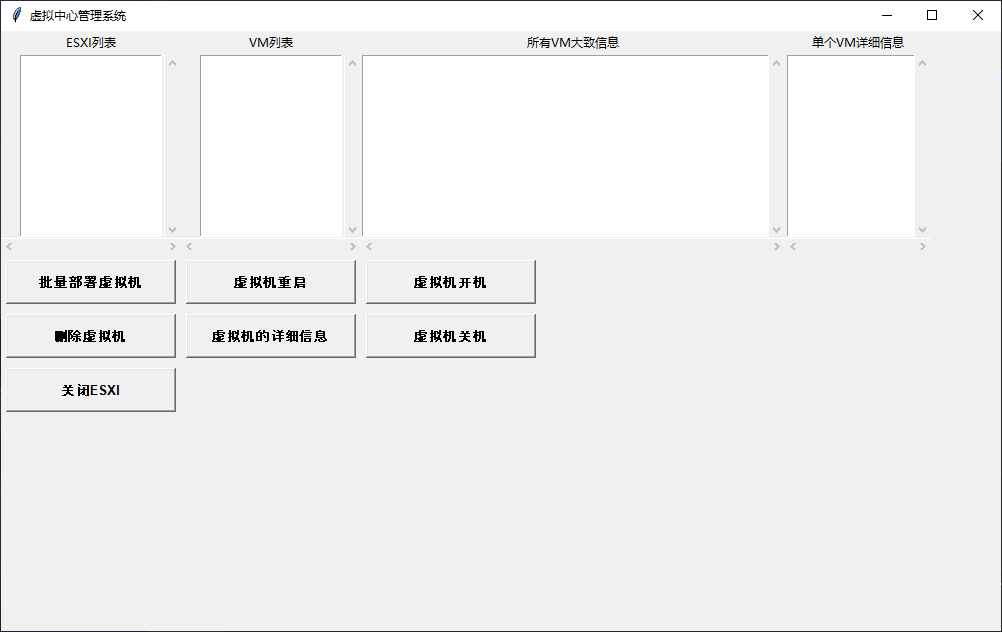 虚拟中心管理系统
ESXI列表
VM列表
所有VM大致信息
单个VM详细信息
批量部署虚拟机
虚拟机重启
虚拟机开机
删除虚拟机
虚拟机的详细信息
虚拟机关机
关闭ESXI